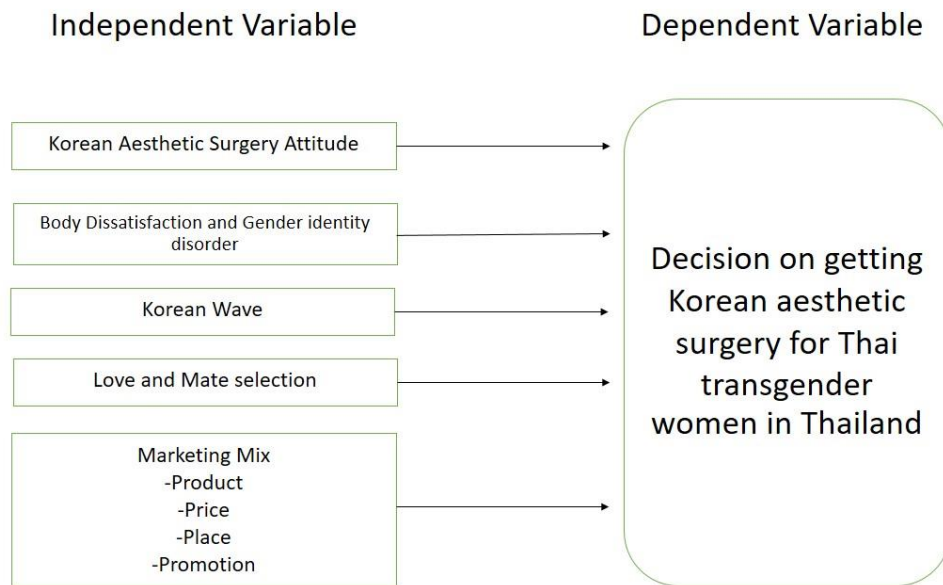 Independent Variable
Dependent Variable
Korean Aesthetic Surgery Attitude
Body Dissatisfaction and Gender identity
disorder
Korean Wave
Love and Mate selection
Marketing Mix
-Product
-Price
-Place
-Promotion
Decision on getting
Korean aesthetic
surgery for Thai
transgender
women in Thailand